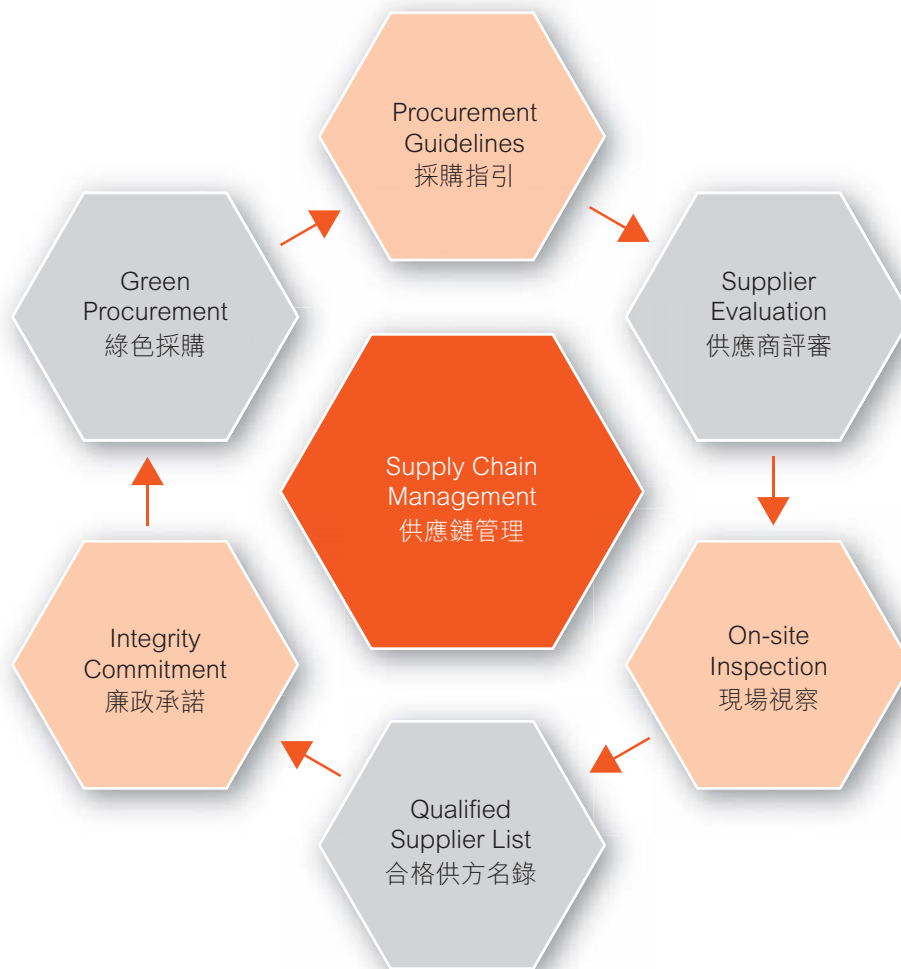 Procurement
Guidelines
採購指引
Green
Procurement
綠色採購
Supplier
Evaluation
供應商評審
Supply Chain
Management
供應鏈管理
Integrity
Commitment
廉政承諾
On-site
Inspection
現場視察
Qualified
Supplier List
合格供方名錄